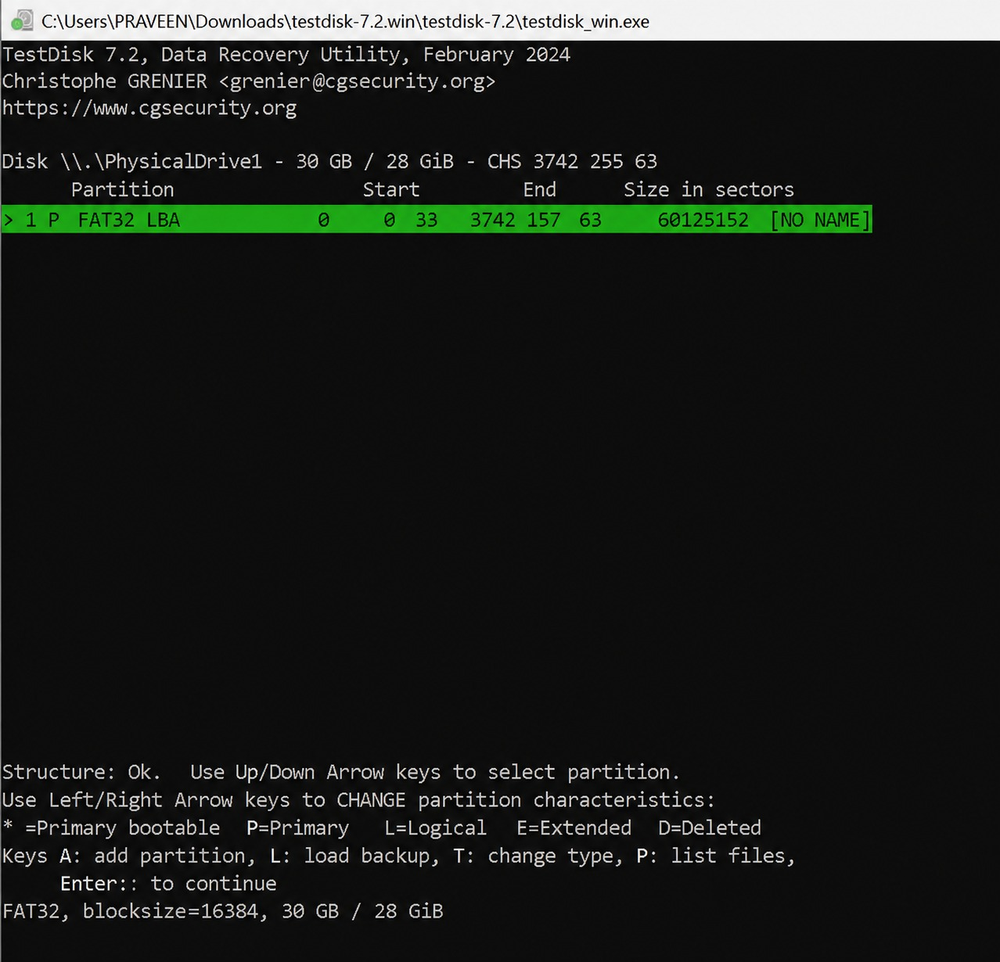 C:\Users\PRAVEEN\Downloads\testdisk-7.2.win\testdisk-7.2\testdisk_win.exe
TestDisk 7.2, Data Recovery Utility, February 2024
Christophe GRENIER <grenier@cgsecurity.org>
https://www.cgsecurity.org
Disk \\.\PhysicalDrive1 - 30 GB / 28 GiB - CHS 3742 255 63
Partition Start End Size in sectors
> 1 P FAT32 LBA 0 0 33 3742 157 63 60125152 [NO NAME]
Structure: Ok. Use Up/Down Arrow keys to select partition.
Use Left/Right Arrow keys to CHANGE partition characteristics:
* =Primary bootable P=Primary L=Logical E=Extended D=Deleted
Keys A: add partition, L: load backup, T: change type, P: list files,
Enter:: to continue
FAT32, blocksize=16384, 30 GB / 28 GiB